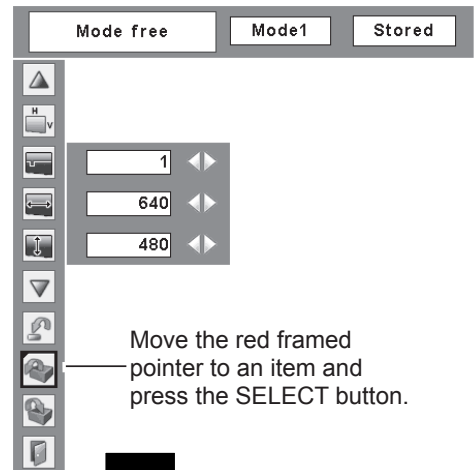 Mode free Mode1 Stored
H
V
1
640
480
Move the red framed
pointer to an item and
press the SELECT button.